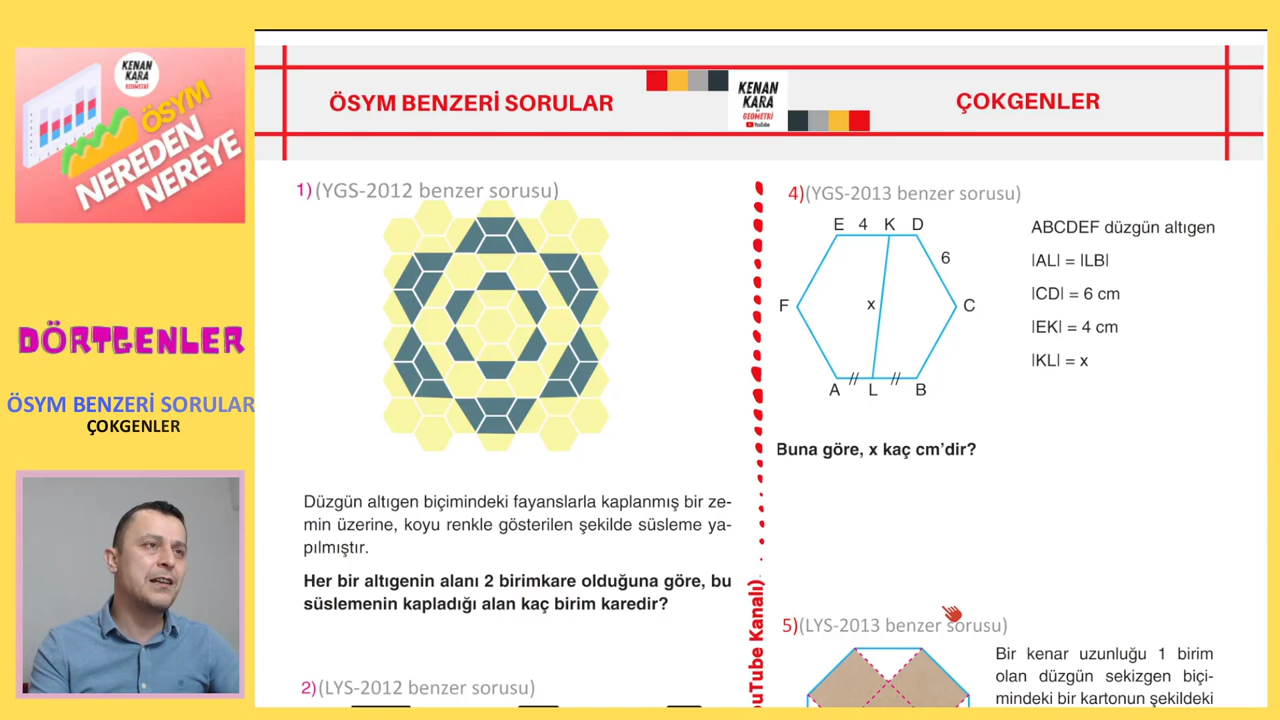 KENAN
KARA
ile
GEOMETRİ
ÖSYM
NEREDEN
NEREYE
DÖRTGENLER
ÖSYM BENZERİ SORULAR
ÇOKGENLER
ÖSYM BENZERİ SORULAR
KENAN
KARA
ile
GEOMETRİ
YouTube
ÇOKGENLER
1) (YGS-2012 benzer sorusu)
Düzgün altıgen biçimindeki fayanslarla kaplanmış bir ze-
min üzerine, koyu renkle gösterilen şekilde süsleme ya-
pılmıştır.
Her bir altıgenin alanı 2 birimkare olduğuna göre, bu
süslemenin kapladığı alan kaç birim karedir?
2) (LYS-2012 benzer sorusu)
uTube Kanalı)
4)(YGS-2013 benzer sorusu)
E 4 K D
6
F x C
A L B
ABCDEF düzgün altıgen
|AL| = |LB|
|CD| = 6 cm
|EK| = 4 cm
|KL| = x
Buna göre, x kaç cm'dir?
5)(LYS-2013 benzer sorusu)
Bir kenar uzunluğu 1 birim
olan düzgün sekizgen biçi-
mindeki bir kartonun şekildeki